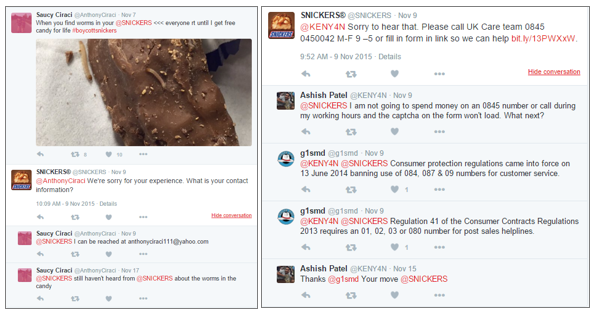 Saucy Ciraci @AnthonyCiraci · Nov 7
When you find worms in your @SNICKERS <<< everyone rt until I get free
candy for life #boycottsnickers
SNICKERS® @SNICKERS · Nov 9
@AnthonyCiraci We're sorry for your experience. What is your contact
information?
10:09 AM - 9 Nov 2015 · Details
Hide conversation
Saucy Ciraci @AnthonyCiraci · Nov 9
@SNICKERS I can be reached at anthonyciraci111@yahoo.com
Saucy Ciraci @AnthonyCiraci · Nov 17
@SNICKERS still haven't heard from @SNICKERS about the worms in the
candy
SNICKERS® @SNICKERS · Nov 9
@KENY4N Sorry to hear that. Please call UK Care team 0845
0450042 M-F 9 –5 or fill in form in link so we can help bit.ly/13PWXxW.
9:52 AM - 9 Nov 2015 · Details
Hide conversation
Ashish Patel @KENY4N · Nov 9
@SNICKERS I am not going to spend money on an 0845 number or call during
my working hours and the captcha on the form won't load. What next?
g1smd @g1smd · Nov 9
@KENY4N @SNICKERS Consumer protection regulations came into force on
13 June 2014 banning use of 084, 087 & 09 numbers for customer service.
1
g1smd @g1smd · Nov 9
@KENY4N @SNICKERS Regulation 41 of the Consumer Contracts Regulations
2013 requires an 01, 02, 03 or 080 number for post sales helplines.
1
Ashish Patel @KENY4N · Nov 15
Thanks @g1smd Your move @SNICKERS